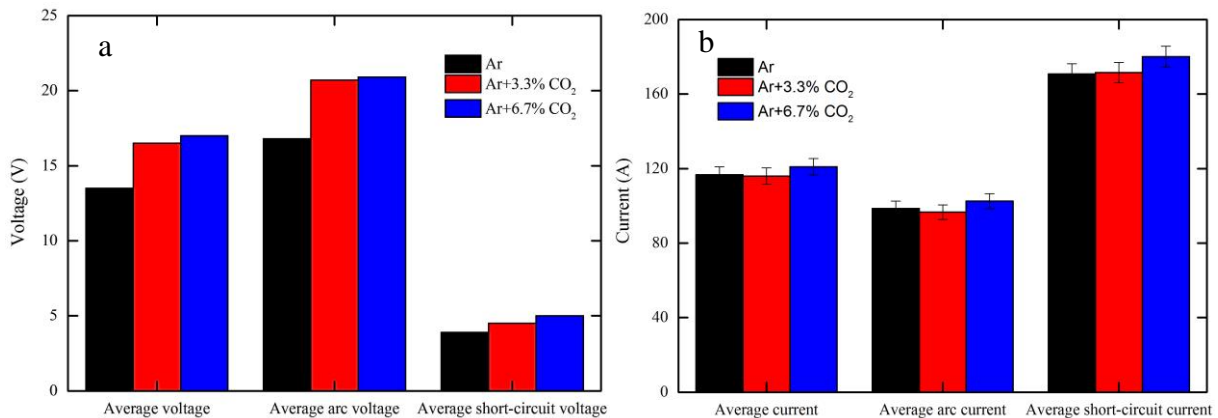 a
25
20
15
10
5
0
Voltage (V)
Ar
Ar+3.3% CO₂
Ar+6.7% CO₂
Average voltage
Average arc voltage
Average short-circuit voltage
b
200
160
120
80
40
0
Current (A)
Ar
Ar+3.3% CO₂
Ar+6.7% CO₂
Average current
Average arc current
Average short-circuit current